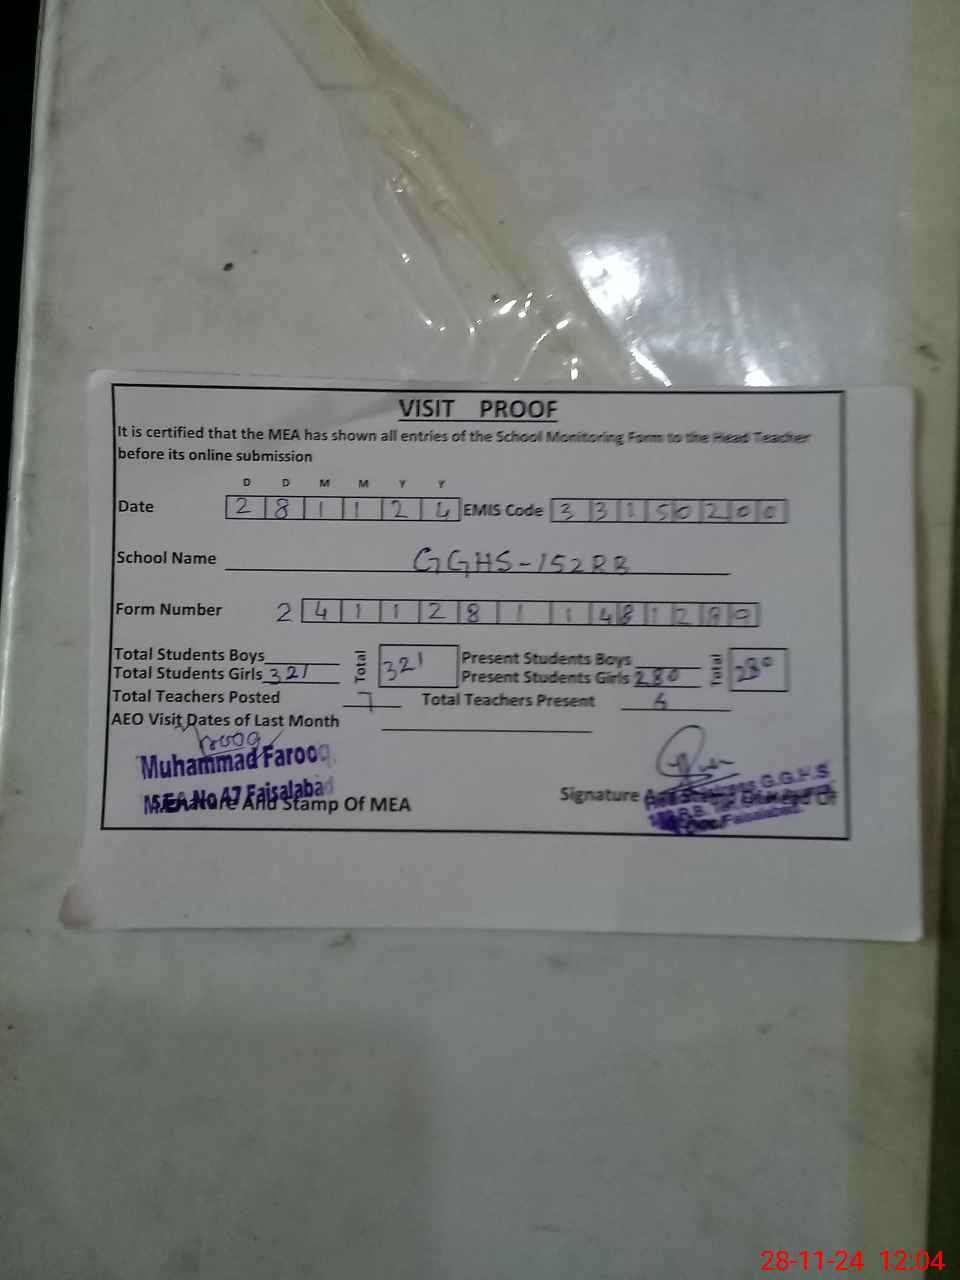 VISIT PROOF
It is certified that the MEA has shown all entries of the School Monitoring Form to the Head Teacher
before its online submission
D D M M Y Y
Date 2 8 1 1 2 4 EMIS Code 3 3 1 5 0 2 0 0
School Name GGHS-152RB
Form Number 2 4 1 1 2 8 1 1 4 8 1 2 8 9
Total Students Boys Total 321 Present Students Boys Total 280
Total Students Girls 321 Present Students Girls 280
Total Teachers Posted 7 Total Teachers Present 6
AEO Visit Dates of Last Month
Muhammad Farooq
M.E.A No 47 Faisalabad
And Stamp Of MEA
Signature
G.G.H.S.
R.B.
Faisalabad
28-11-24 12:04